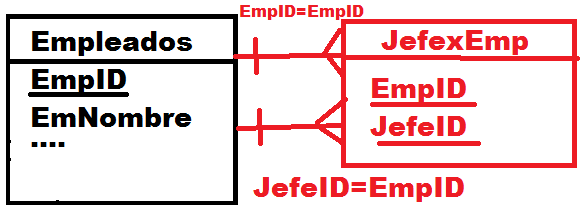 EmpID=EmpID
Empleados
JefexEmp
EmpID
EmNombre
....
EmpID
JefeID
JefeID=EmpID